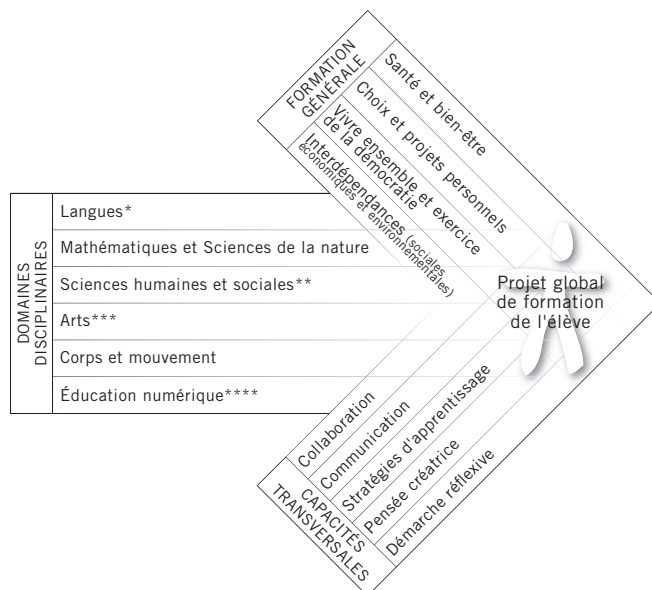 FORMATION
GÉNÉRALE
Santé et bien-être
Choix et projets personnels
Vivre ensemble et exercice
de la démocratie
Interdépendances (sociales
économiques et environnementales)
DOMAINES
DISCIPLINAIRES
Langues*
Mathématiques et Sciences de la nature
Sciences humaines et sociales**
Arts***
Corps et mouvement
Éducation numérique****
Projet global
de formation
de l'élève
Collaboration
Communication
Stratégies d'apprentissage
Pensée créatrice
Démarche réflexive
CAPACITÉS
TRANSVERSALES